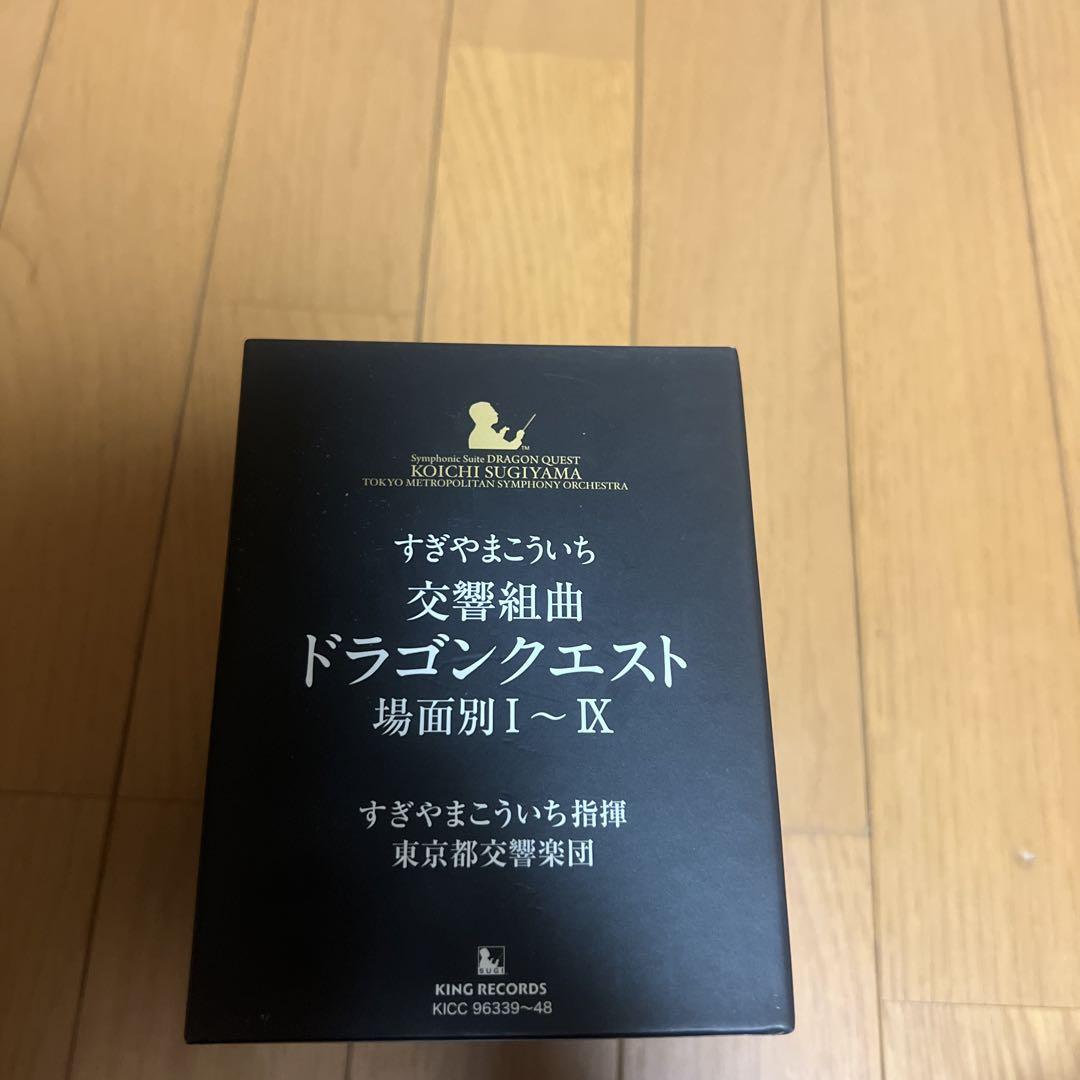 TM
Symphonic Suite DRAGON QUEST
KOICHI SUGIYAMA
TOKYO METROPOLITAN SYMPHONY ORCHESTRA
すぎやまこういち
交響組曲
ドラゴンクエスト
場面別Ⅰ～Ⅸ
すぎやまこういち指揮
東京都交響楽団
SUGI
KING RECORDS
KICC 96339～48